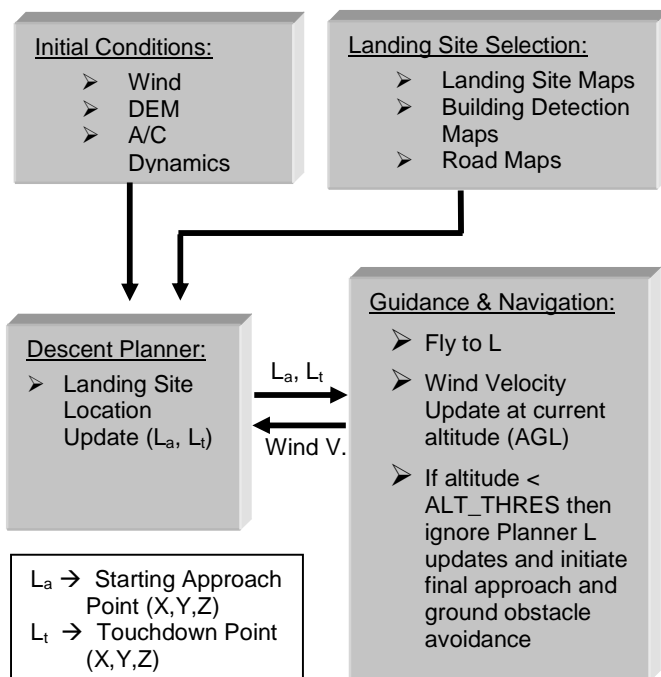 Initial Conditions:
➢ Wind
➢ DEM
➢ A/C
Dynamics
Landing Site Selection:
➢ Landing Site Maps
➢ Building Detection
Maps
➢ Road Maps
Descent Planner:
➢ Landing Site
Location
Update (Lₐ, Lₜ)
Lₐ, Lₜ
Wind V.
Guidance & Navigation:
➢ Fly to L
➢ Wind Velocity
Update at current
altitude (AGL)
➢ If altitude <
ALT_THRES then
ignore Planner L
updates and initiate
final approach and
ground obstacle
avoidance
Lₐ → Starting Approach
Point (X,Y,Z)
Lₜ → Touchdown Point
(X,Y,Z)